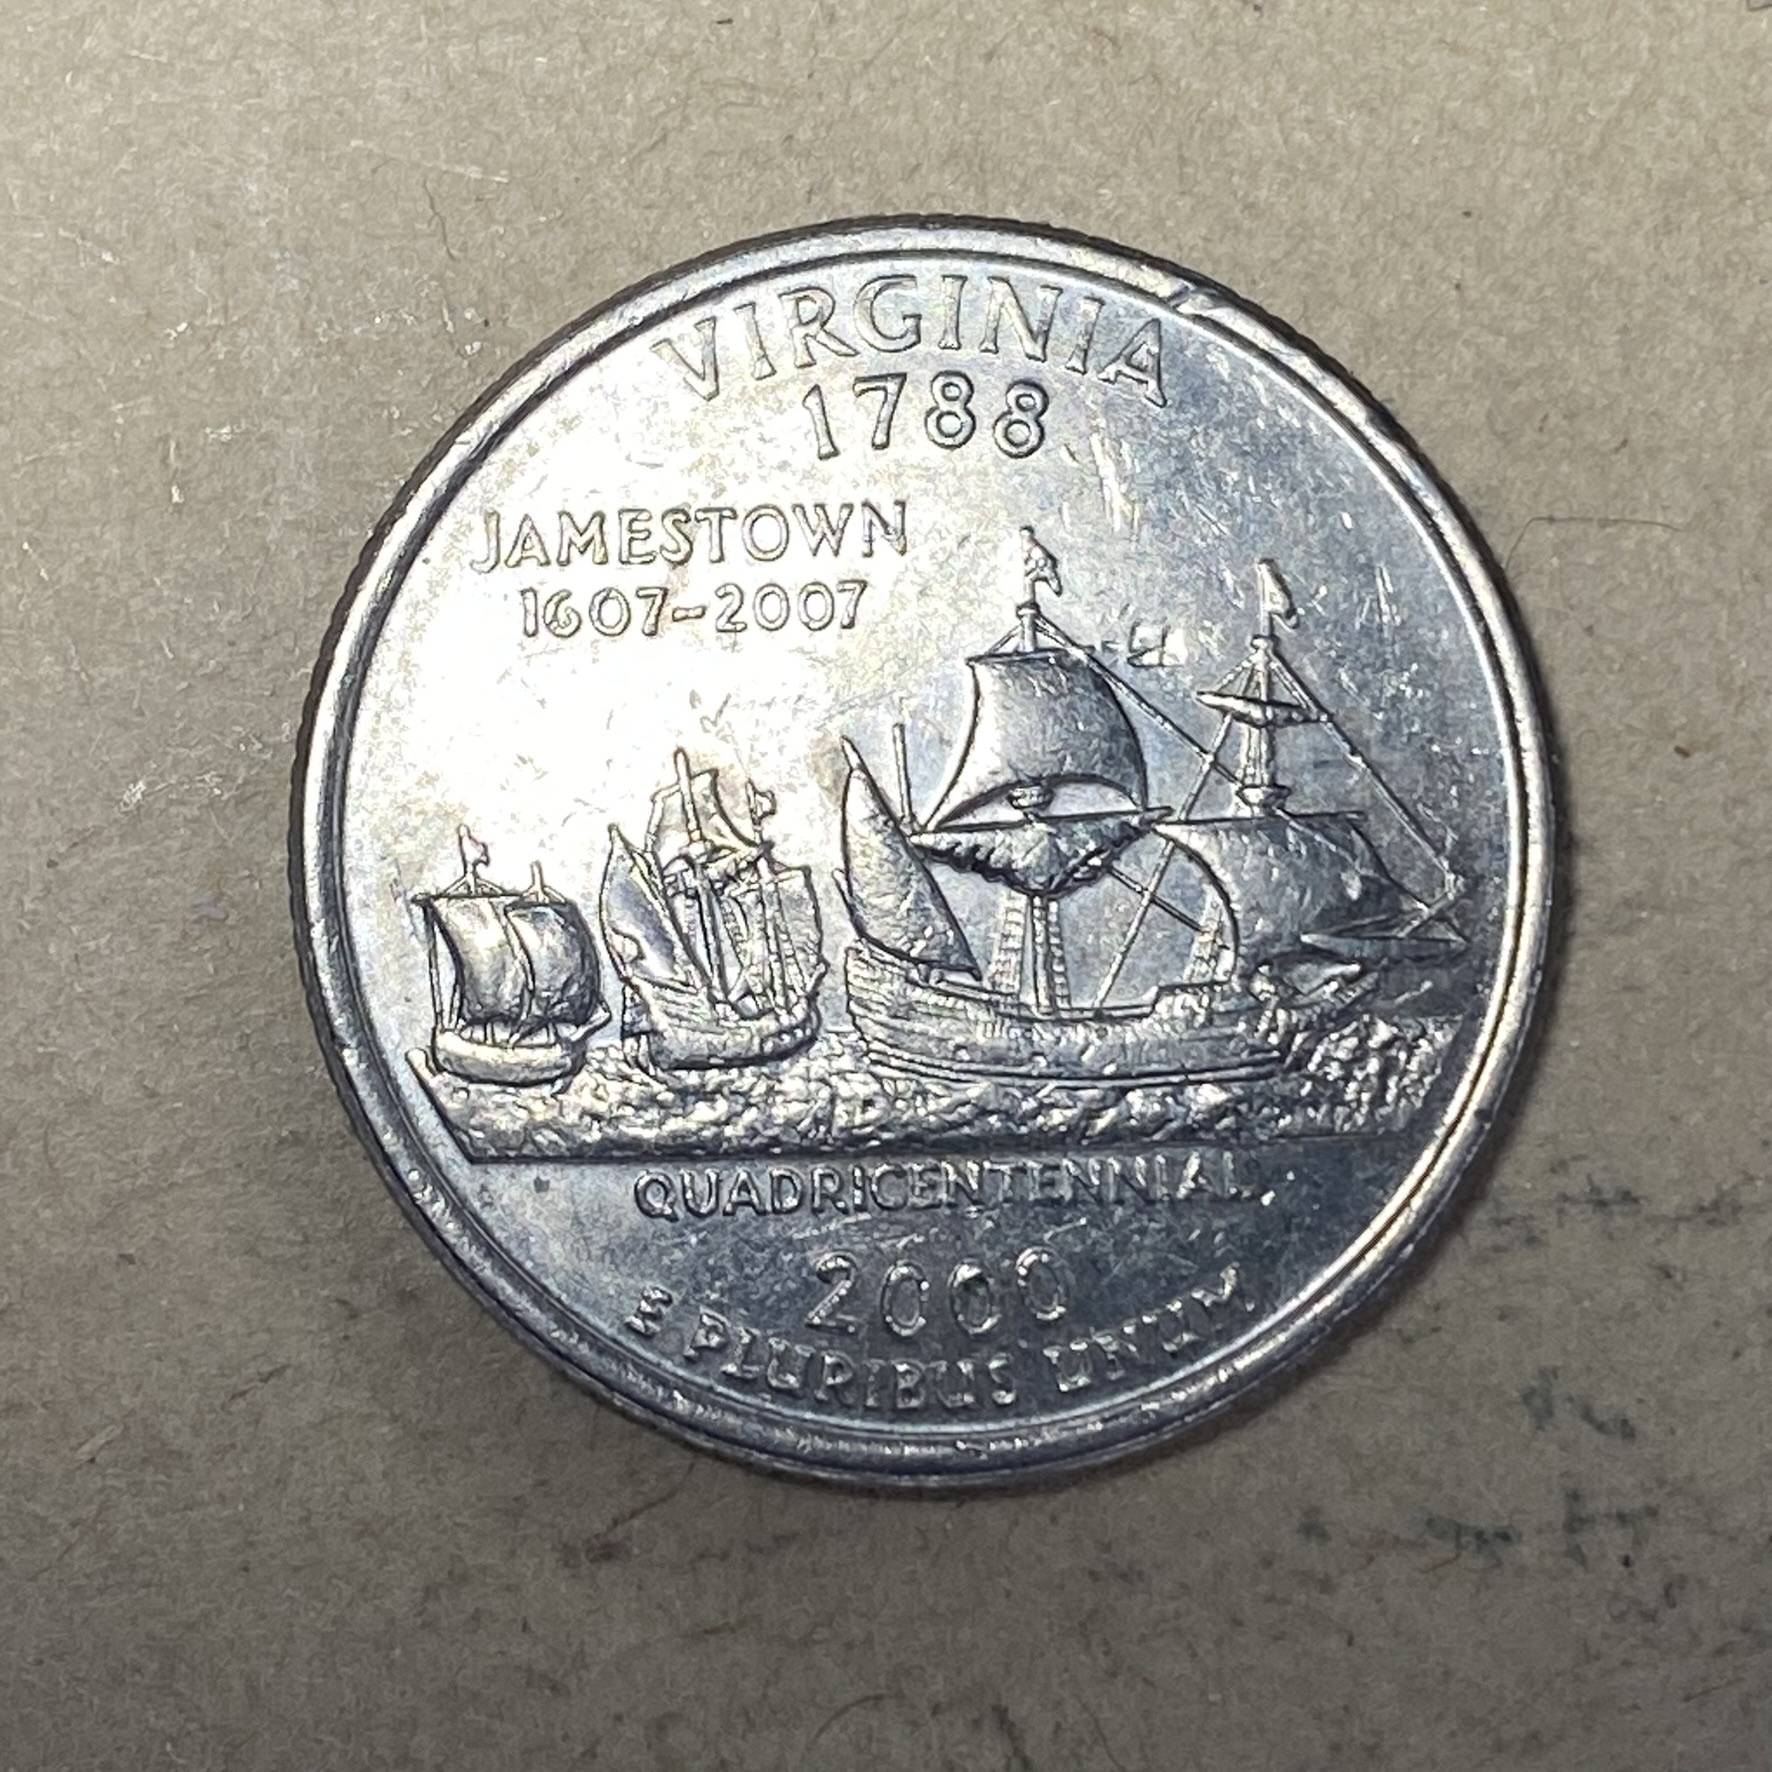 VIRGINIA
1788
JAMESTOWN
1607-2007
QUADRICENTENNIAL
2000
E PLURIBUS UNUM